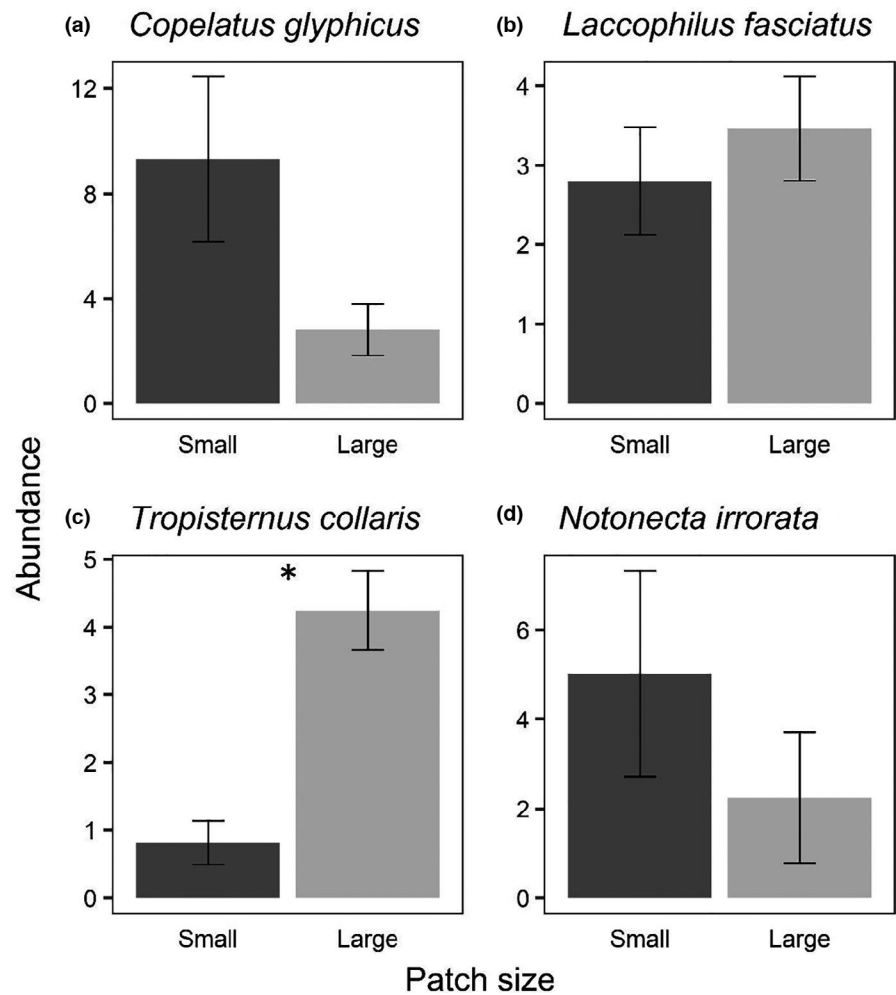 (a) Copelatus glyphicus
12
8
4
0
Small Large
(b) Laccophilus fasciatus
4
3
2
1
0
Small Large
(c) Tropisternus collaris
5
4
3
2
1
0
*
Small Large
(d) Notonecta irrorata
6
4
2
0
Small Large
Abundance
Patch size